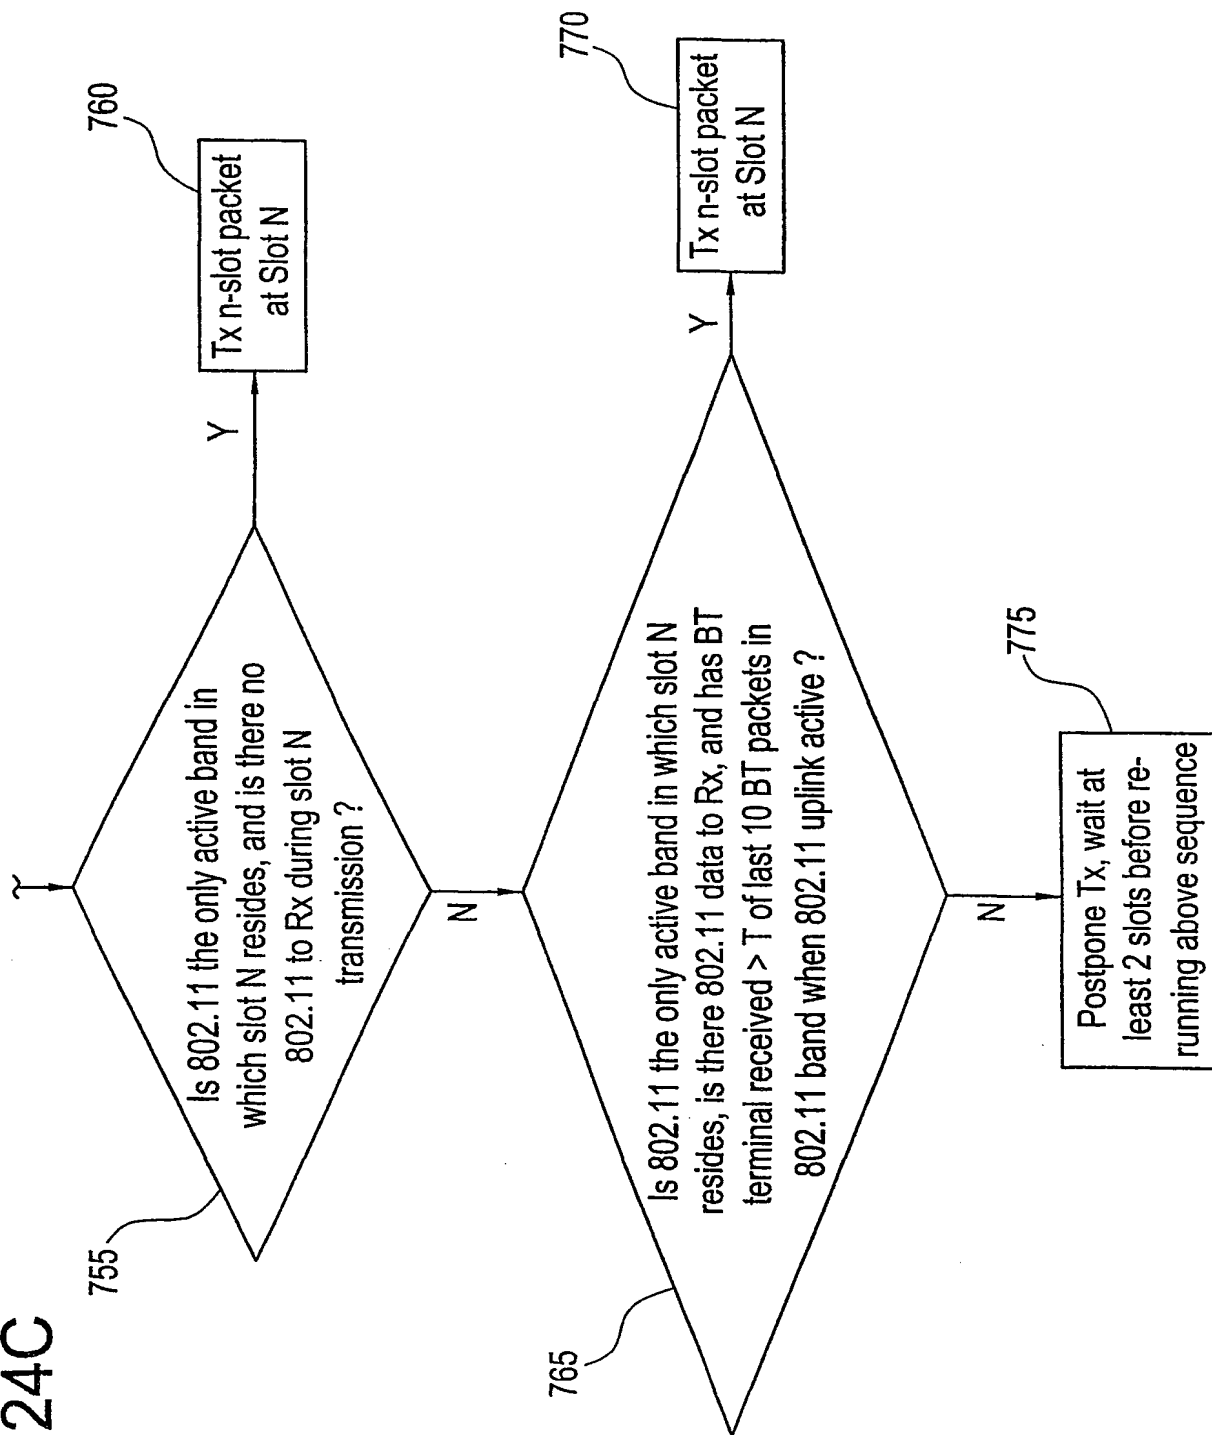 24C
755
Is 802.11 the only active band in
which slot N resides, and is there no
802.11 to Rx during slot N
transmission ?
Y
760
Tx n-slot packet
at Slot N
N
765
Is 802.11 the only active band in which slot N
resides, is there 802.11 data to Rx, and has BT
terminal received > T of last 10 BT packets in
802.11 band when 802.11 uplink active ?
Y
770
Tx n-slot packet
at Slot N
N
775
Postpone Tx, wait at
least 2 slots before re-
running above sequence